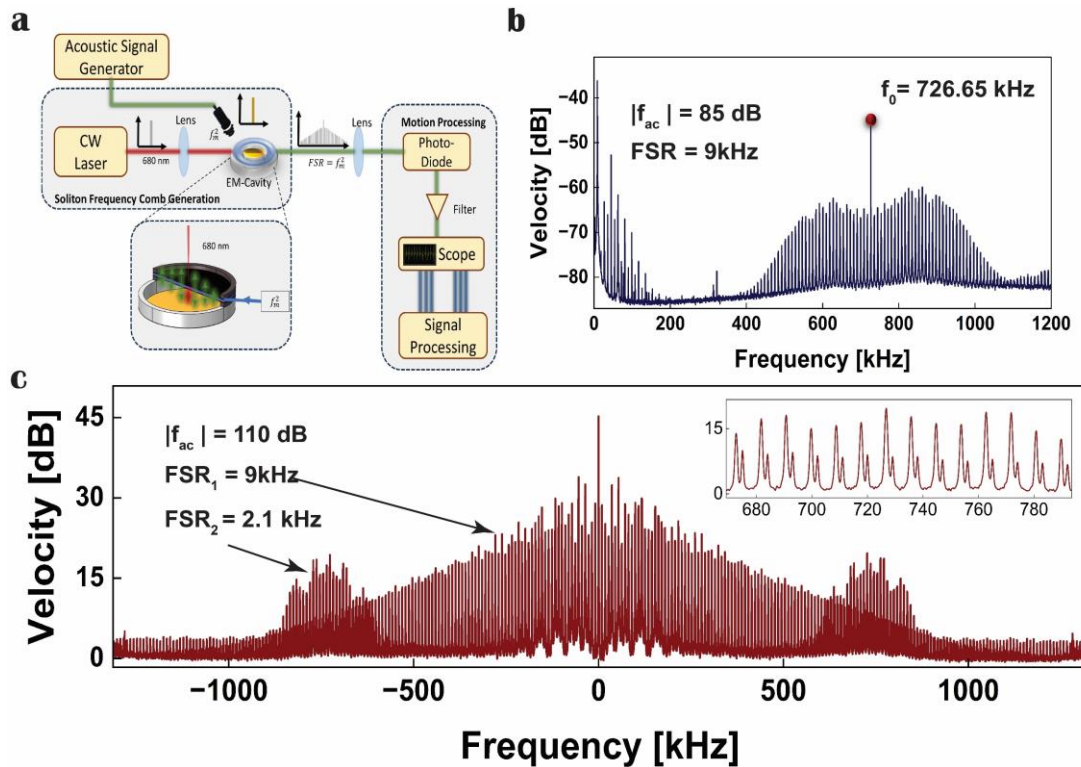 a
Acoustic Signal
Generator
CW
Laser
680 nm
Lens
f_m^2
EM-Cavity
Soliton Frequency Comb Generation
FSR = f_m^2
Lens
Motion Processing
Photo-
Diode
Filter
Scope
Signal
Processing
680 nm
f_m^2
b
|f_ac| = 85 dB
FSR = 9kHz
f_0= 726.65 kHz
Velocity [dB]
−40
−50
−60
−70
−80
0 200 400 600 800 1000 1200
Frequency [kHz]
c
|f_ac| = 110 dB
FSR_1 = 9kHz
FSR_2 = 2.1 kHz
Velocity [dB]
45
30
15
0
−1000 −500 0 500 1000
Frequency [kHz]
15
0
680 700 720 740 760 780